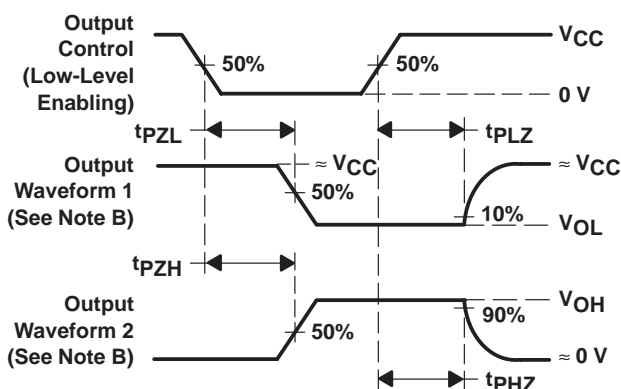 Output
Control
(Low-Level
Enabling)
50%
50%
VCC
0 V
tPZL
tPLZ
Output
Waveform 1
(See Note B)
≈ VCC
50%
≈ VCC
10%
VOL
tPZH
Output
Waveform 2
(See Note B)
50%
VOH
90%
≈ 0 V
tPHZ